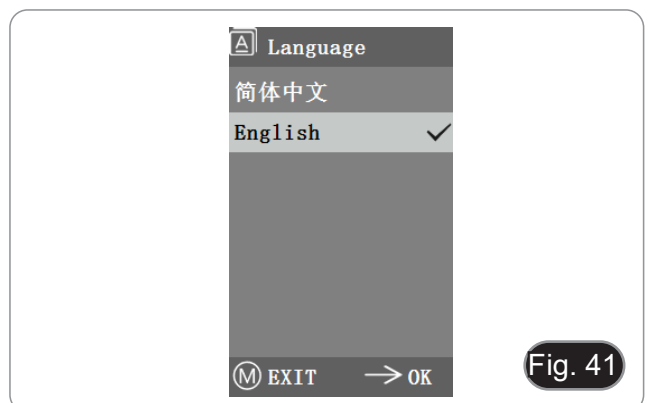 A Language
简体中文
English
M EXIT → OK
Fig. 41